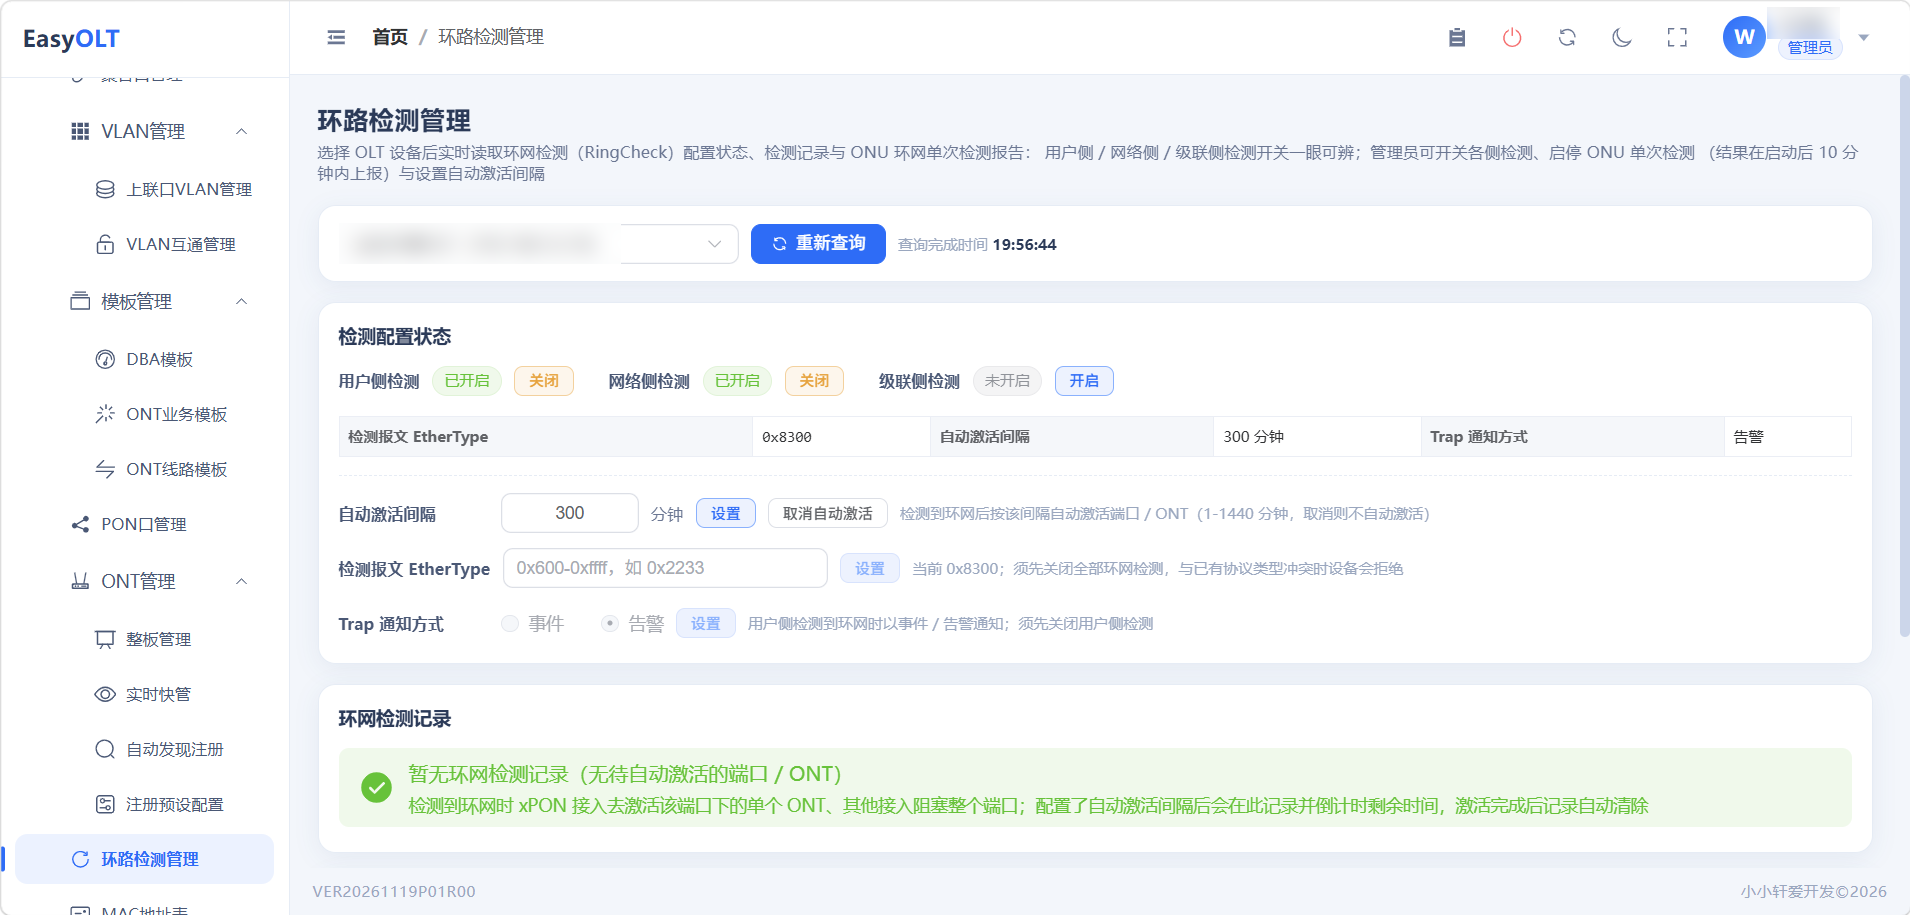 EasyOLT
首页 / 环路检测管理
W
管理员
VLAN管理
上联口VLAN管理
VLAN互通管理
模板管理
DBA模板
ONT业务模板
ONT线路模板
PON口管理
ONT管理
整板管理
实时快管
自动发现注册
注册预设配置
环路检测管理
MAC地址表
环路检测管理
选择 OLT 设备后实时读取环网检测（RingCheck）配置状态、检测记录与 ONU 环网单次检测报告： 用户侧 / 网络侧 / 级联侧检测开关一眼可辨；管理员可开关各侧检测、启停 ONU 单次检测 （结果在启动后 10 分
钟内上报）与设置自动激活间隔
重新查询 查询完成时间 19:56:44
检测配置状态
用户侧检测 已开启 关闭 网络侧检测 已开启 关闭 级联侧检测 未开启 开启
检测报文 EtherType 0x8300 自动激活间隔 300 分钟 Trap 通知方式 告警
自动激活间隔 300 分钟 设置 取消自动激活 检测到环网后按该间隔自动激活端口 / ONT（1-1440 分钟，取消则不自动激活）
检测报文 EtherType 0x600-0xffff，如 0x2233 设置 当前 0x8300；须先关闭全部环网检测，与已有协议类型冲突时设备会拒绝
Trap 通知方式 事件 告警 设置 用户侧检测到环网时以事件 / 告警通知；须先关闭用户侧检测
环网检测记录
暂无环网检测记录（无待自动激活的端口 / ONT）
检测到环网时 xPON 接入去激活该端口下的单个 ONT、其他接入阻塞整个端口；配置了自动激活间隔后会在此记录并倒计时剩余时间，激活完成后记录自动清除
VER20261119P01R00
小小轩爱开发©2026